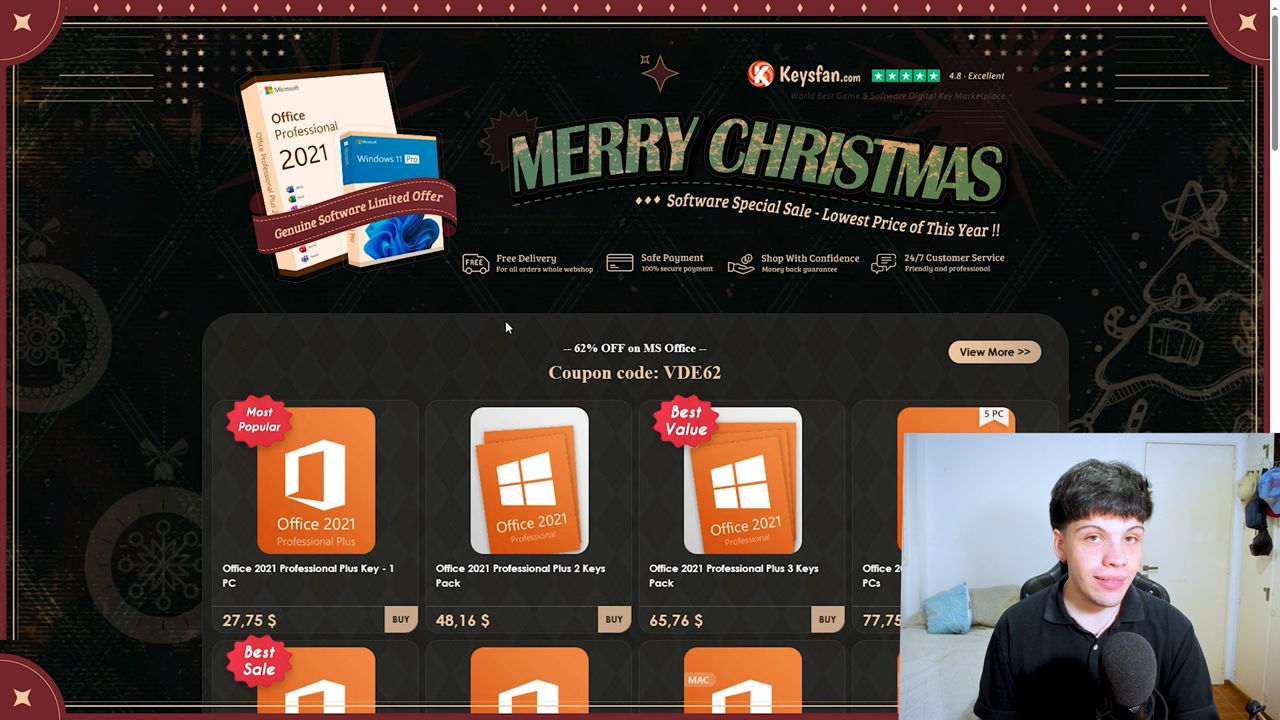 Keysfan.com
4.8 - Excellent
World Best Game & Software Digital Key Marketplace
Microsoft
Office
Professional
2021
Office Professional Plus 2021
Microsoft
Windows 11 Pro
Genuine Software Limited Offer
MERRY CHRISTMAS
Software Special Sale - Lowest Price of This Year !!
FREE
Free Delivery
For all orders whole webshop
Safe Payment
100% secure payment
Shop With Confidence
Money back guarantee
24/7 Customer Service
Friendly and professional
-- 62% OFF on MS Office --
Coupon code: VDE62
View More >>
Most
Popular
Office 2021
Professional Plus
Office 2021 Professional Plus Key - 1
PC
27,75 $
BUY
Office 2021
Professional
Office 2021 Professional Plus 2 Keys
Pack
48,16 $
BUY
Best
Value
Office 2021
Professional
Office 2021 Professional Plus 3 Keys
Pack
65,76 $
BUY
5 PC
PCs
77,75
Best
Sale
MAC